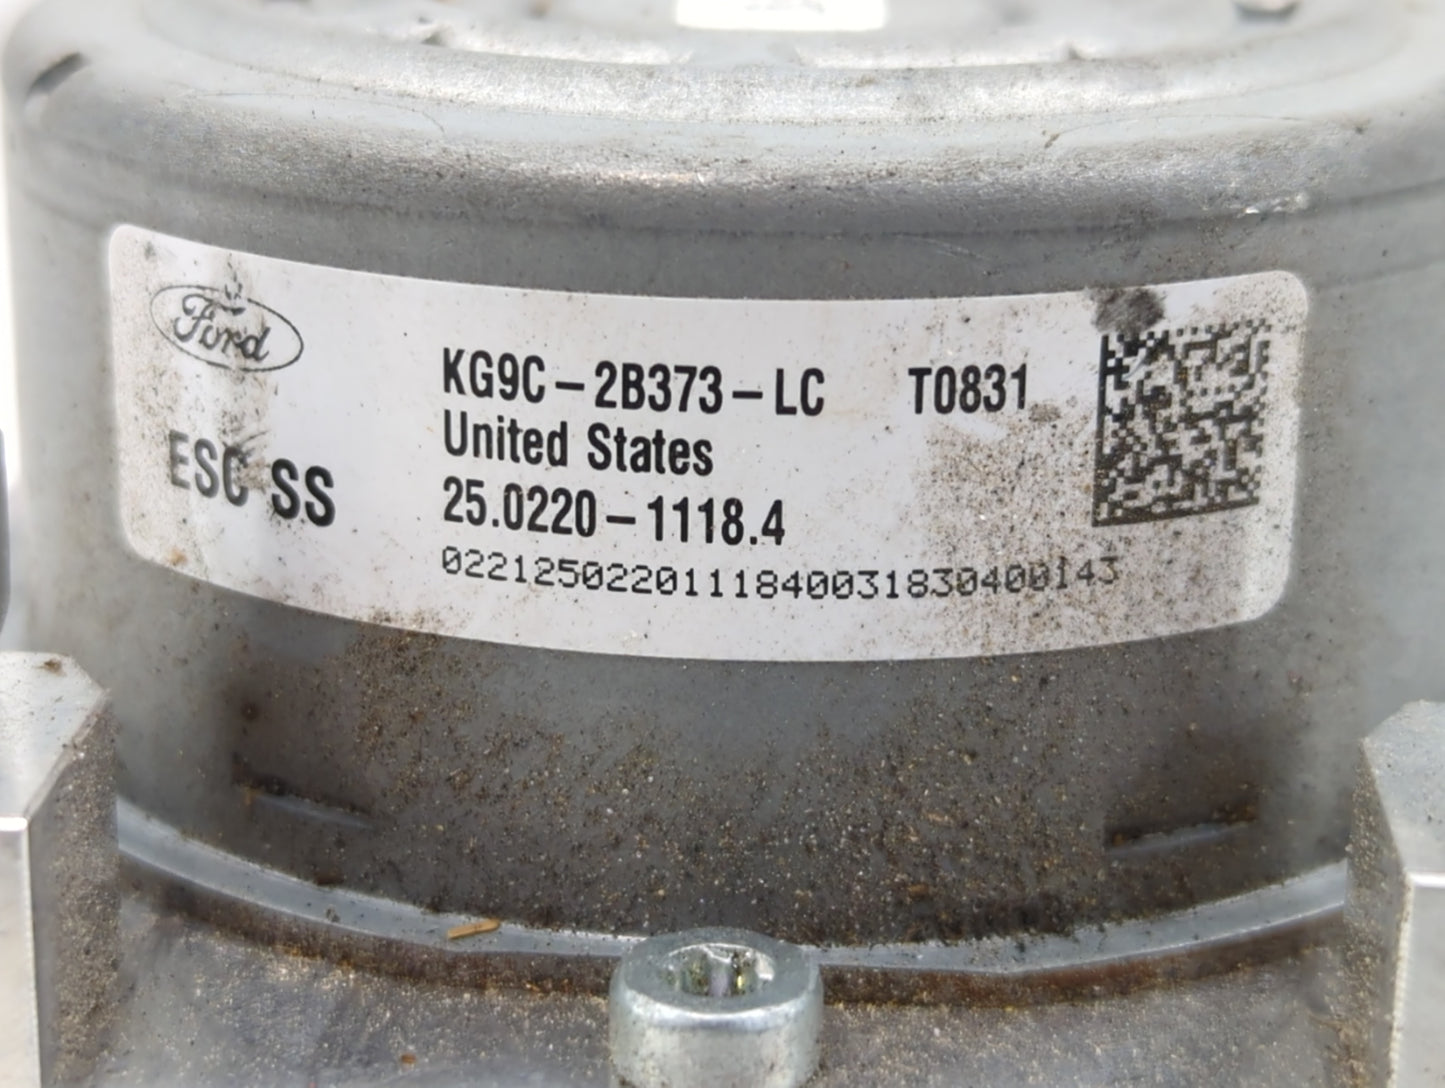 Ford
KG9C-2B373-LC T0831
United States
ESC SS
25.0220-1118.4
0221250220111840031830400143